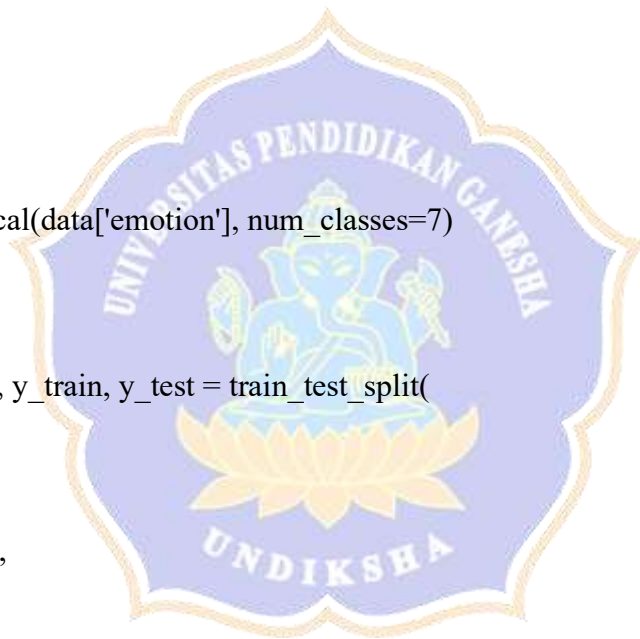 cal(data['emotion'], num_classes=7)
UNIVERSITAS PENDIDIKAN GANESHA
, y_train, y_test = train_test_split(
,
UNDIKSHA